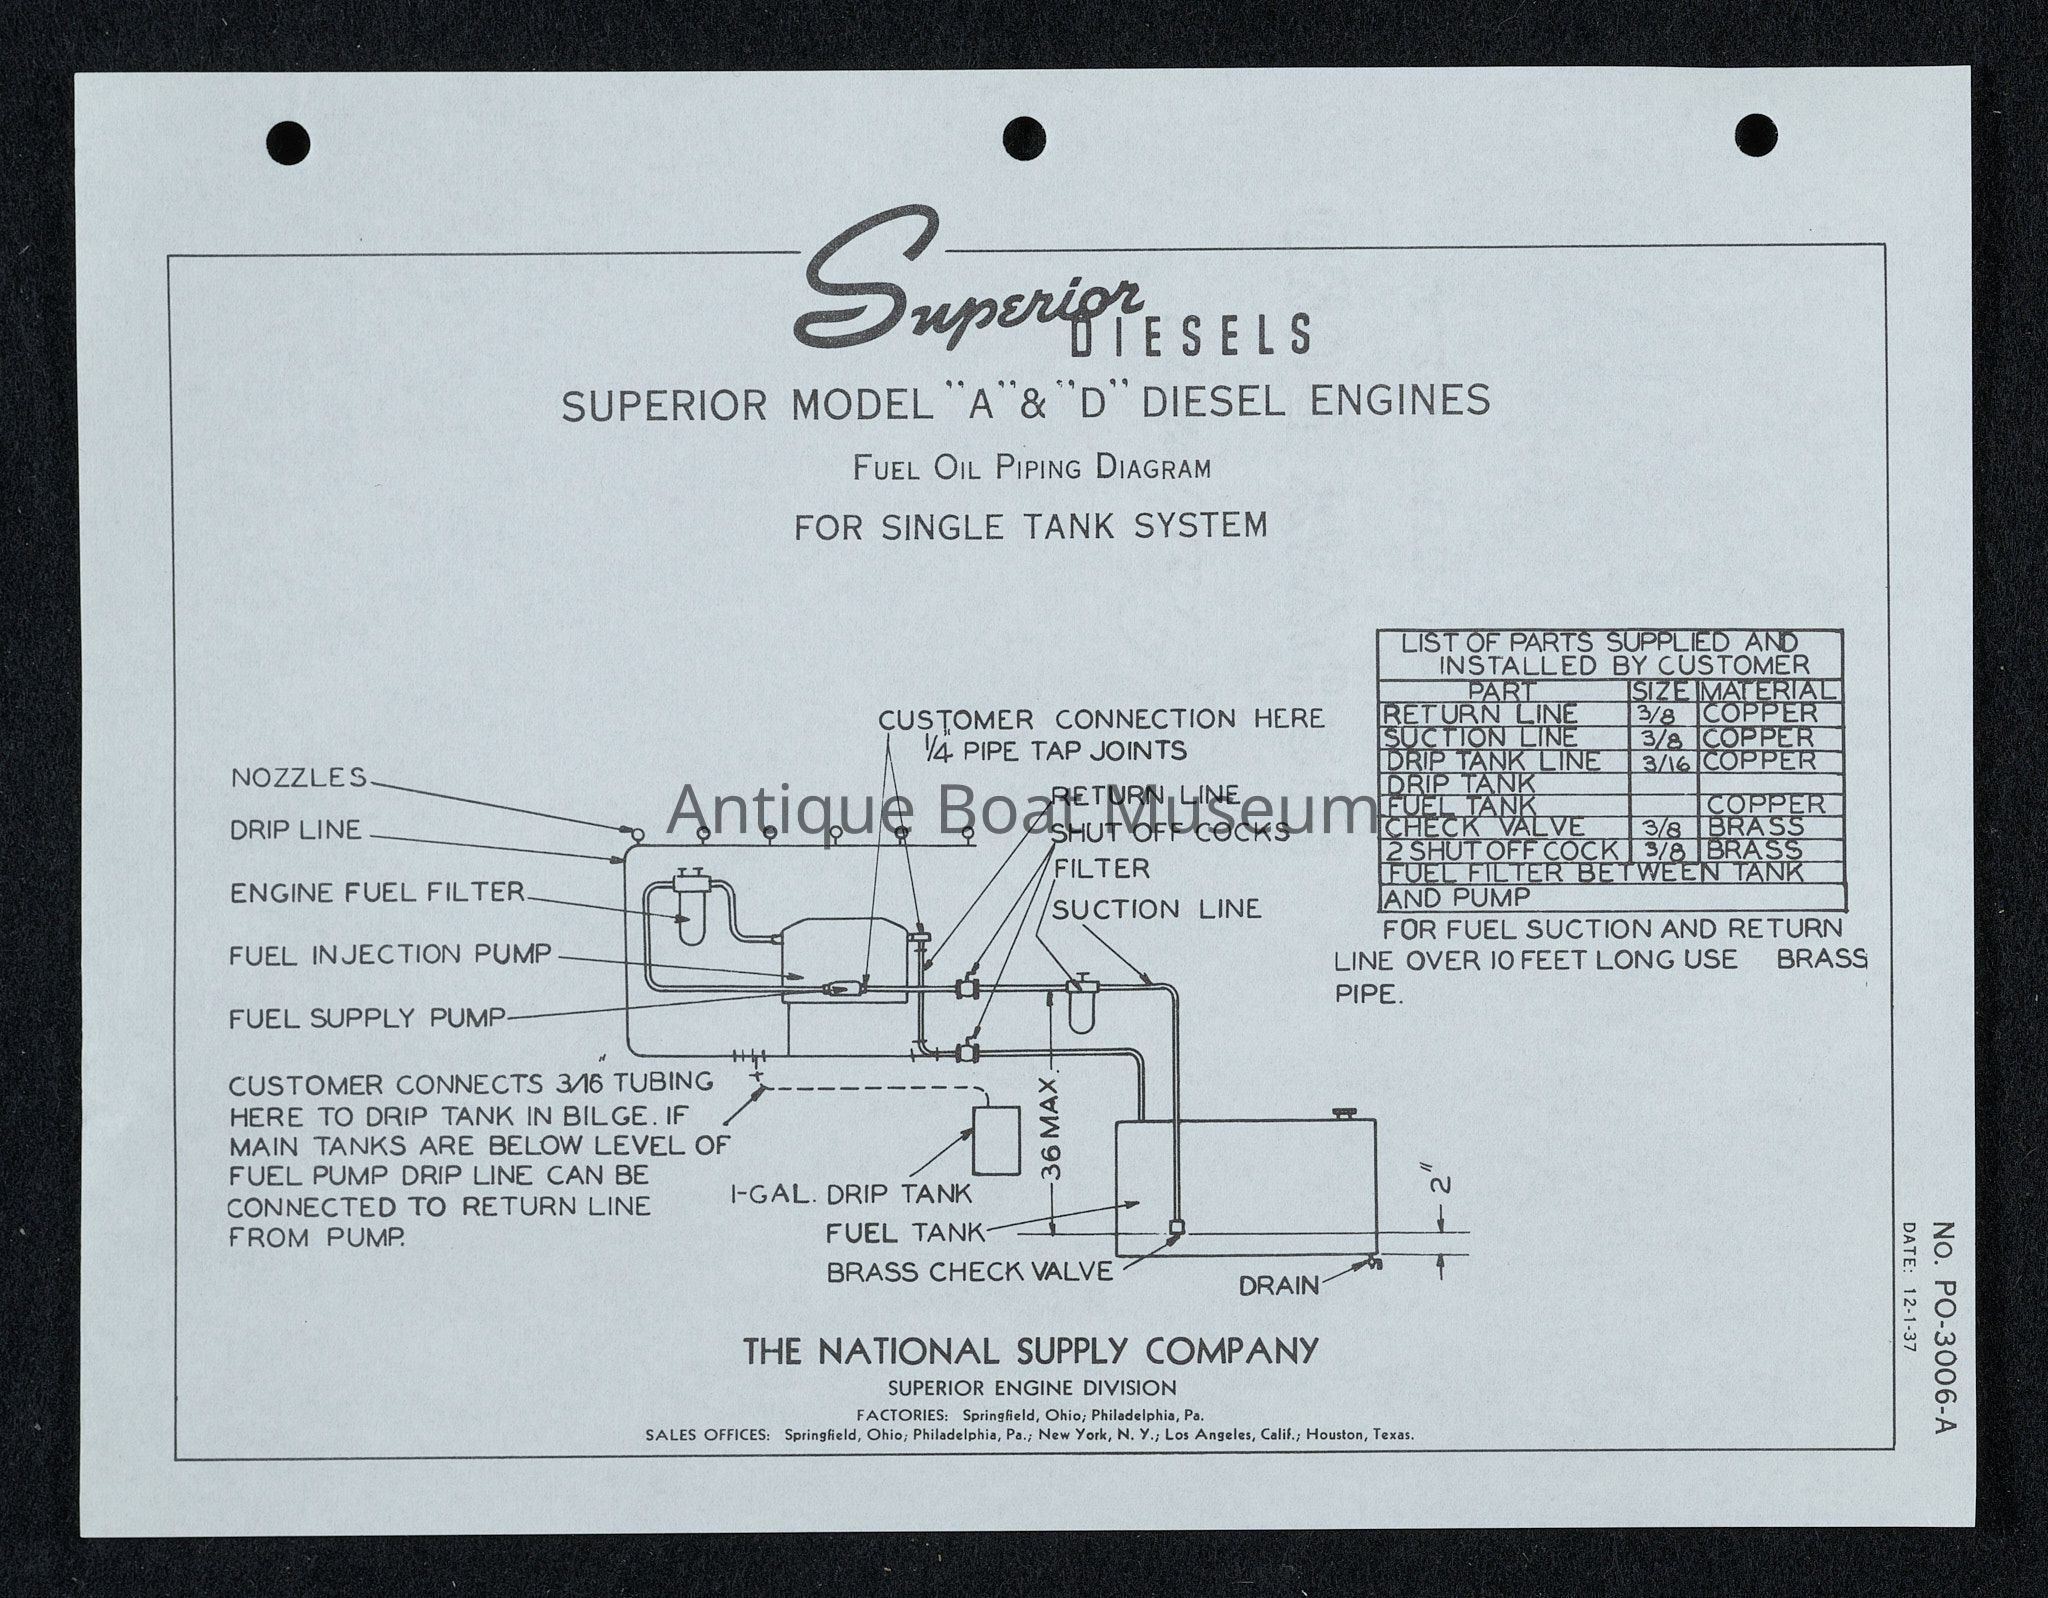 Superior
DIESELS
SUPERIOR MODEL "A" & "D" DIESEL ENGINES
FUEL OIL PIPING DIAGRAM
FOR SINGLE TANK SYSTEM
LIST OF PARTS SUPPLIED AND
INSTALLED BY CUSTOMER
PART SIZE MATERIAL
RETURN LINE 3/8 COPPER
SUCTION LINE 3/8 COPPER
DRIP TANK LINE 3/16 COPPER
DRIP TANK
FUEL TANK COPPER
CHECK VALVE 3/8 BRASS
2 SHUT OFF COCK 3/8 BRASS
FUEL FILTER BETWEEN TANK
AND PUMP
FOR FUEL SUCTION AND RETURN
LINE OVER 10 FEET LONG USE BRASS
PIPE.
CUSTOMER CONNECTION HERE
1/4" PIPE TAP JOINTS
NOZZLES
DRIP LINE
ENGINE FUEL FILTER
FUEL INJECTION PUMP
FUEL SUPPLY PUMP
RETURN LINE
SHUT OFF COCKS
FILTER
SUCTION LINE
Antique Boat Museum
CUSTOMER CONNECTS 3/16" TUBING
HERE TO DRIP TANK IN BILGE. IF
MAIN TANKS ARE BELOW LEVEL OF
FUEL PUMP DRIP LINE CAN BE
CONNECTED TO RETURN LINE
FROM PUMP.
36 MAX.
1-GAL. DRIP TANK
FUEL TANK
BRASS CHECK VALVE
DRAIN
2"
THE NATIONAL SUPPLY COMPANY
SUPERIOR ENGINE DIVISION
FACTORIES: Springfield, Ohio; Philadelphia, Pa.
SALES OFFICES: Springfield, Ohio; Philadelphia, Pa.; New York, N. Y.; Los Angeles, Calif.; Houston, Texas.
NO. PO-3006-A
DATE: 12-1-37